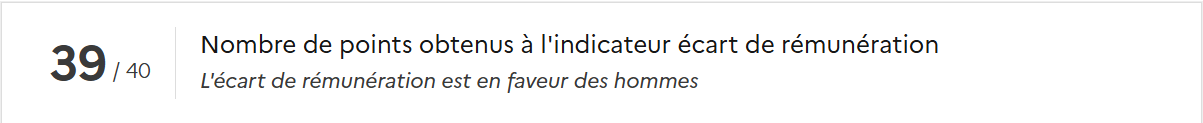 39 / 40
Nombre de points obtenus à l'indicateur écart de rémunération
L'écart de rémunération est en faveur des hommes